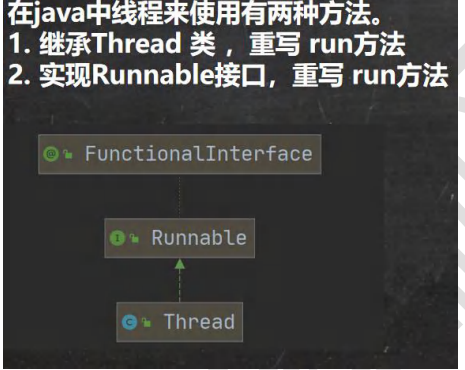 在java中线程来使用有两种方法。
1. 继承Thread 类 ，重写 run方法
2. 实现Runnable接口，重写 run方法
FunctionalInterface
Runnable
Thread